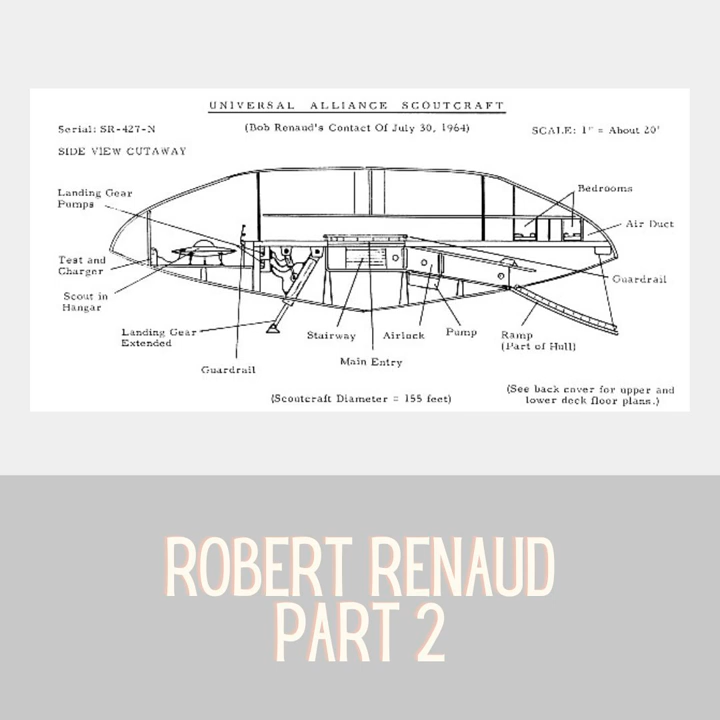 UNIVERSAL ALLIANCE SCOUTCRAFT
Serial: SR-427-N
(Bob Renaud's Contact Of July 30, 1964)
SCALE: 1" = About 20'
SIDE VIEW CUTAWAY
Landing Gear
Pumps
Bedrooms
Air Duct
Test and
Charger
Guardrail
Scout in
Hangar
Landing Gear
Extended
Stairway
Airlock
Pump
Ramp
(Part of Hull)
Main Entry
Guardrail
(Scoutcraft Diameter = 155 feet)
(See back cover for upper and
lower deck floor plans.)
ROBERT RENAUD
PART 2